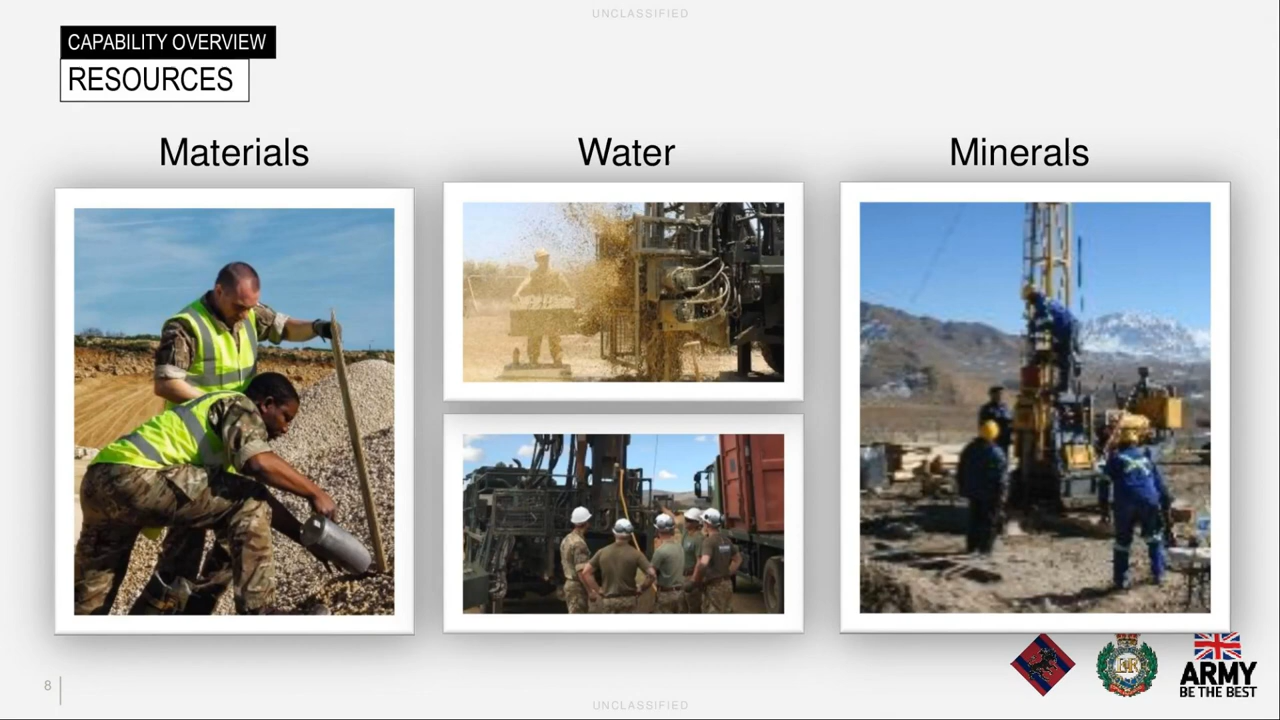 UNCLASSIFIED
CAPABILITY OVERVIEW
RESOURCES
Materials
Water
Minerals
ARMY
BE THE BEST
8
UNCLASSIFIED